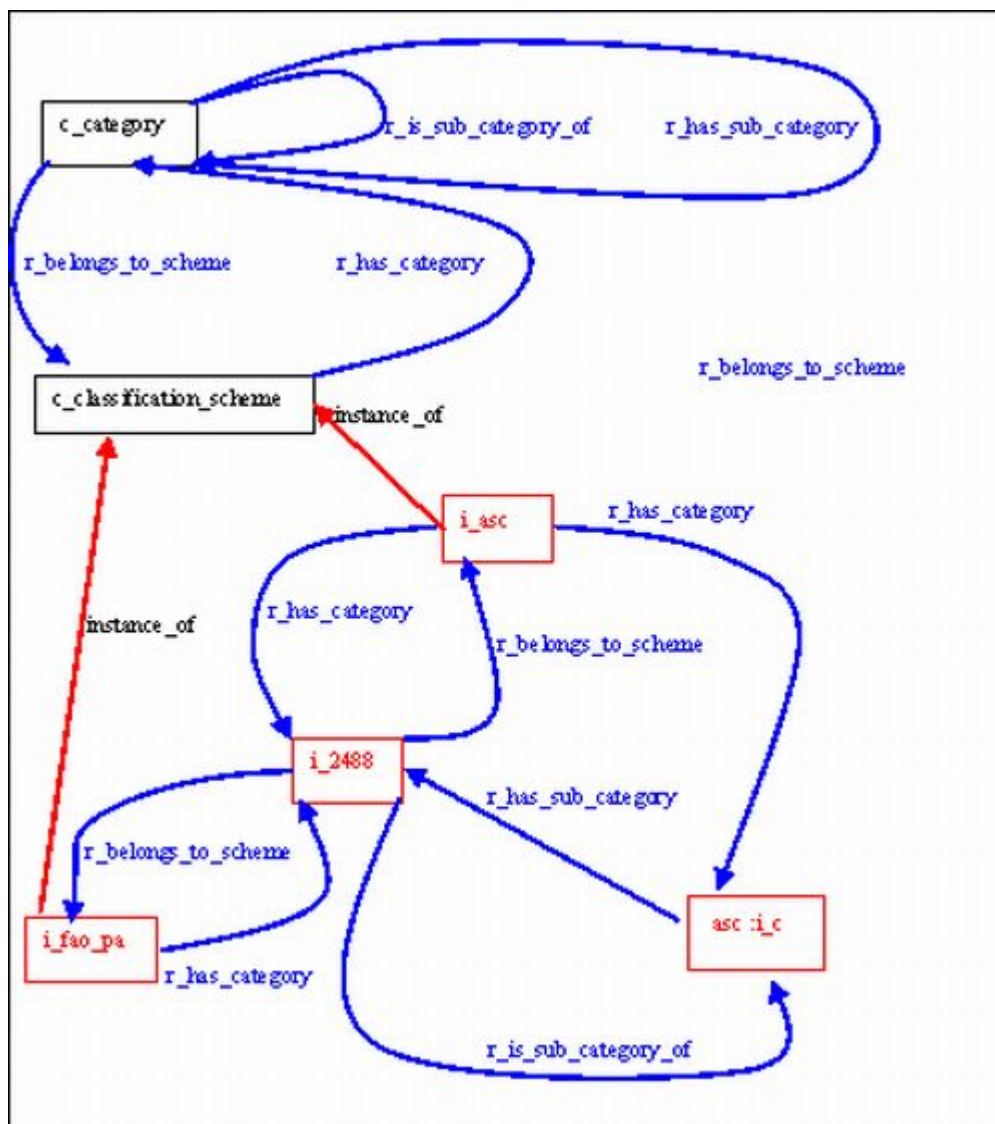 c_category
r_is_sub_category_of
r_has_sub_category
r_belongs_to_scheme
r_has_category
r_belongs_to_scheme
c_classification_scheme
instance_of
i_asc
r_has_category
r_has_category
instance_of
r_belongs_to_scheme
i_2488
r_has_sub_category
r_belongs_to_scheme
asc :i_c
i_fao_pa
r_has_category
r_is_sub_category_of